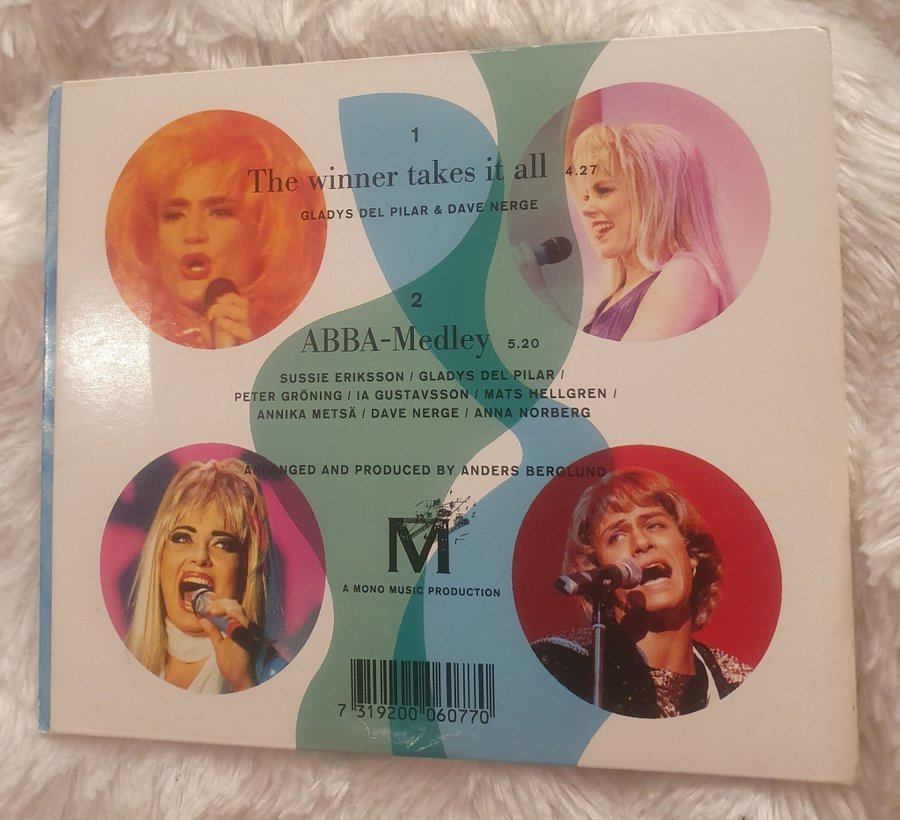 1
The winner takes it all 4.27
GLADYS DEL PILAR & DAVE NERGE
2
ABBA-Medley 5.20
SUSSIE ERIKSSON / GLADYS DEL PILAR /
PETER GRÖNING / IA GUSTAVSSON / MATS HELLGREN /
ANNIKA METSÄ / DAVE NERGE / ANNA NORBERG
ARRANGED AND PRODUCED BY ANDERS BERGLUND
M
A MONO MUSIC PRODUCTION
7 319200 060770